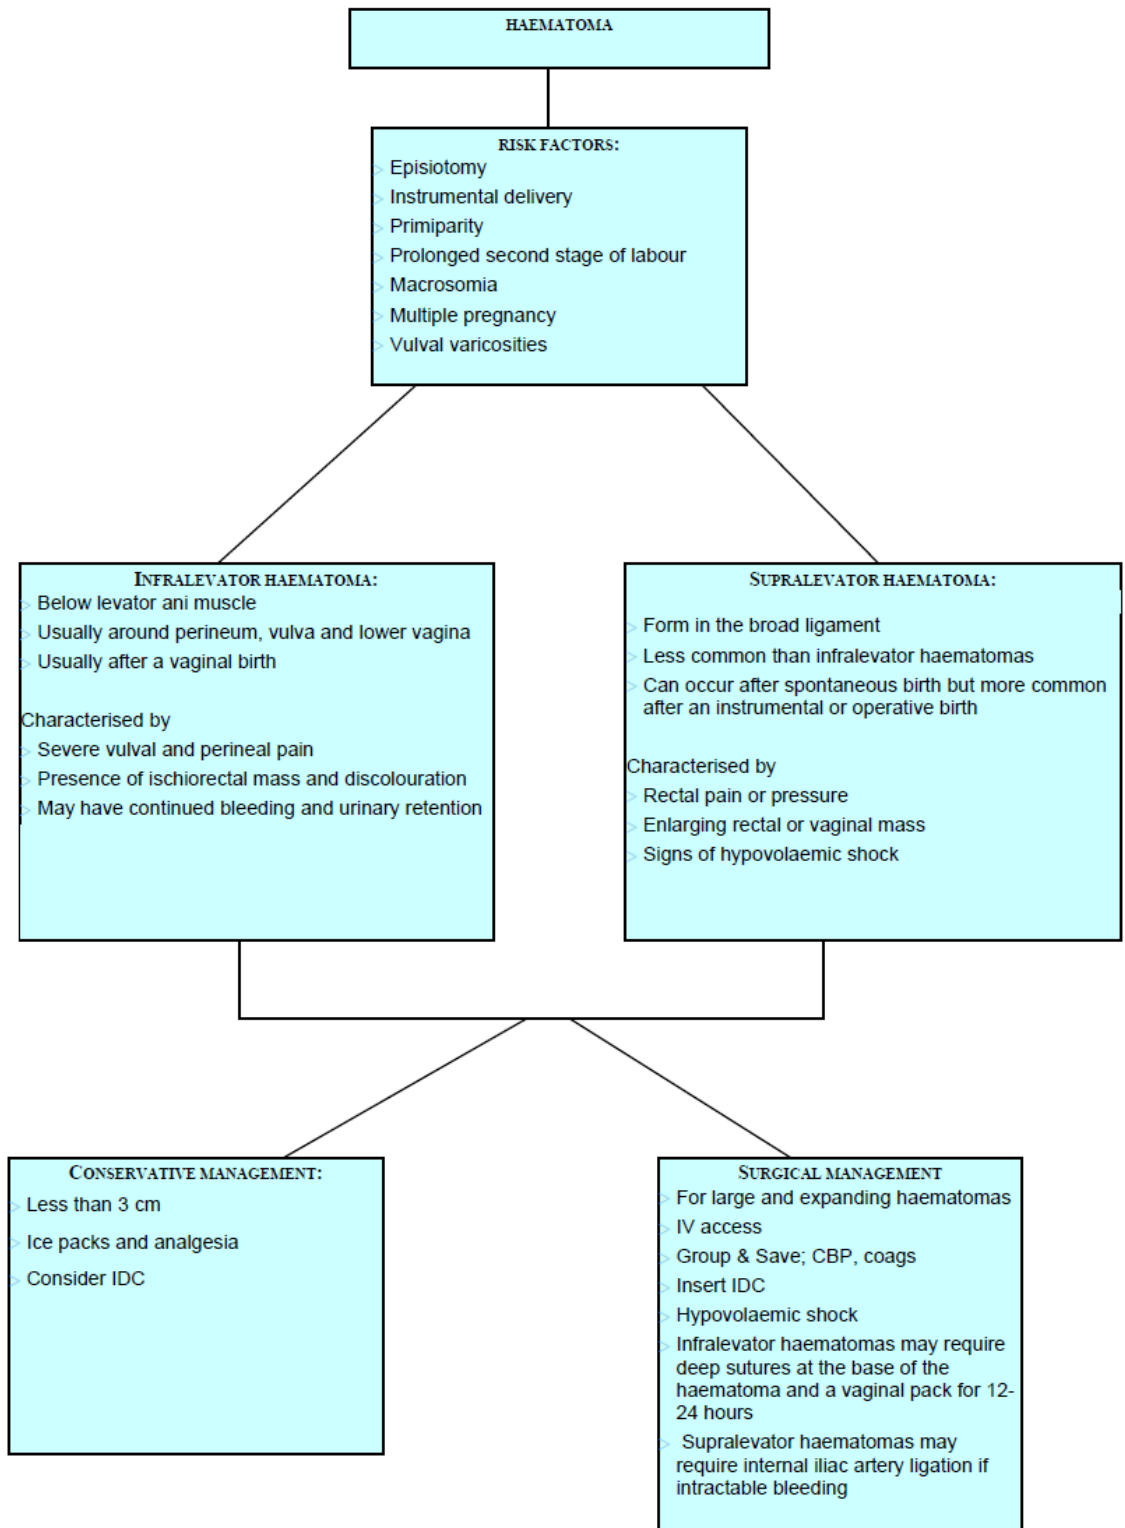 HAEMATOMA
RISK FACTORS:
Episiotomy
Instrumental delivery
Primiparity
Prolonged second stage of labour
Macrosomia
Multiple pregnancy
Vulval varicosities
INFRALEVATOR HAEMATOMA:
Below levator ani muscle
Usually around perineum, vulva and lower vagina
Usually after a vaginal birth
Characterised by
Severe vulval and perineal pain
Presence of ischiorectal mass and discolouration
May have continued bleeding and urinary retention
SUPRALEVATOR HAEMATOMA:
Form in the broad ligament
Less common than infralevator haematomas
Can occur after spontaneous birth but more common
after an instrumental or operative birth
Characterised by
Rectal pain or pressure
Enlarging rectal or vaginal mass
Signs of hypovolaemic shock
CONSERVATIVE MANAGEMENT:
Less than 3 cm
Ice packs and analgesia
Consider IDC
SURGICAL MANAGEMENT
For large and expanding haematomas
IV access
Group & Save; CBP, coags
Insert IDC
Hypovolaemic shock
Infralevator haematomas may require
deep sutures at the base of the
haematoma and a vaginal pack for 12-
24 hours
Supralevator haematomas may
require internal iliac artery ligation if
intractable bleeding